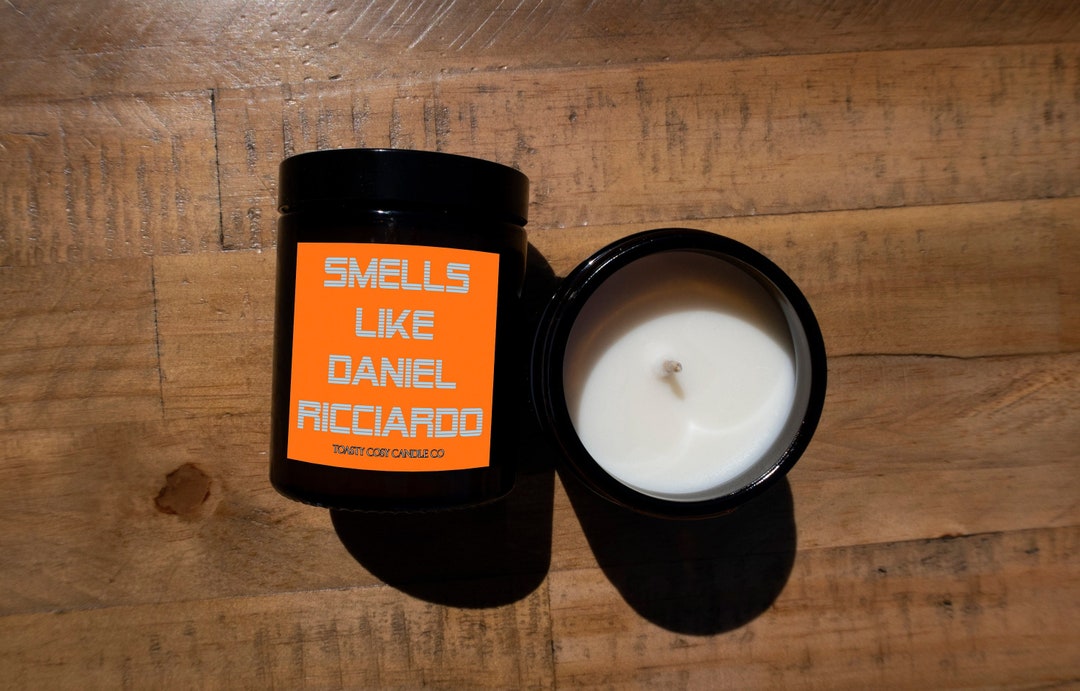 SMELLS
LIKE
DANIEL
RICCIARDO
TOASTY COSY CANDLE CO